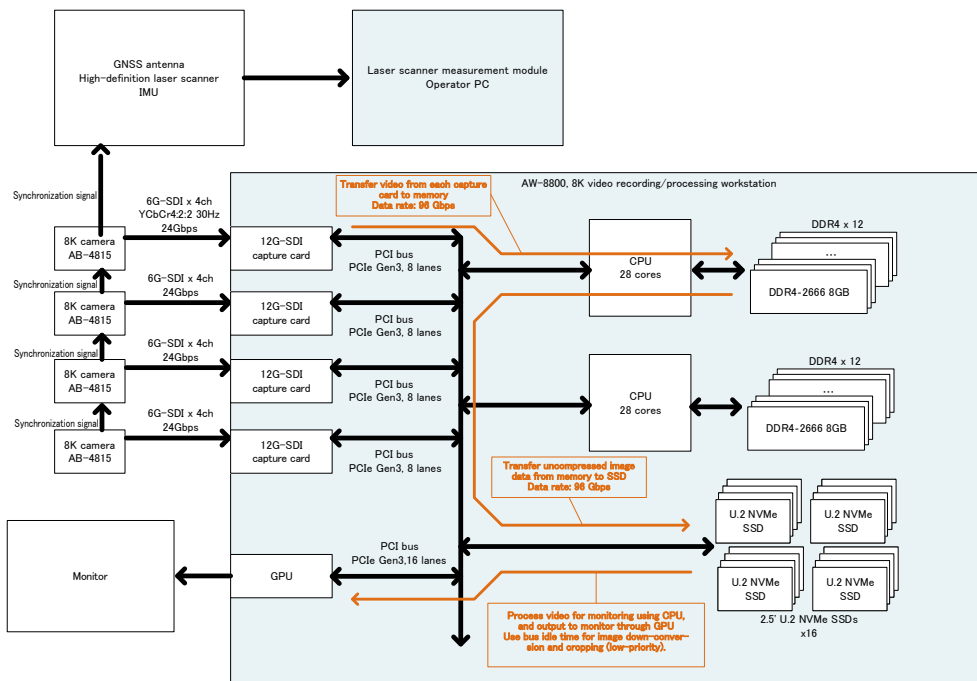 GNSS antenna
High-definition laser scanner
IMU
Laser scanner measurement module
Operator PC
Synchronization signal
AW-8800, 8K video recording/processing workstation
Transfer video from each capture
card to memory
Data rate: 96 Gbps
6G-SDI x 4ch
YCbCr4:2:2 30Hz
24Gbps
8K camera
AB-4815
12G-SDI
capture card
PCI bus
PCIe Gen3, 8 lanes
CPU
28 cores
DDR4 x 12
...
DDR4-2666 8GB
Synchronization signal
6G-SDI x 4ch
24Gbps
8K camera
AB-4815
12G-SDI
capture card
PCI bus
PCIe Gen3, 8 lanes
Synchronization signal
6G-SDI x 4ch
24Gbps
8K camera
AB-4815
12G-SDI
capture card
PCI bus
PCIe Gen3, 8 lanes
CPU
28 cores
DDR4 x 12
...
DDR4-2666 8GB
Synchronization signal
6G-SDI x 4ch
24Gbps
8K camera
AB-4815
12G-SDI
capture card
PCI bus
PCIe Gen3, 8 lanes
Transfer uncompressed image
data from memory to SSD
Data rate: 96 Gbps
U.2 NVMe
SSD
U.2 NVMe
SSD
U.2 NVMe
SSD
U.2 NVMe
SSD
2.5' U.2 NVMe SSDs
x16
Monitor
GPU
PCI bus
PCIe Gen3,16 lanes
Process video for monitoring using CPU,
and output to monitor through GPU
Use bus idle time for image down-conver-
sion and cropping (low-priority).